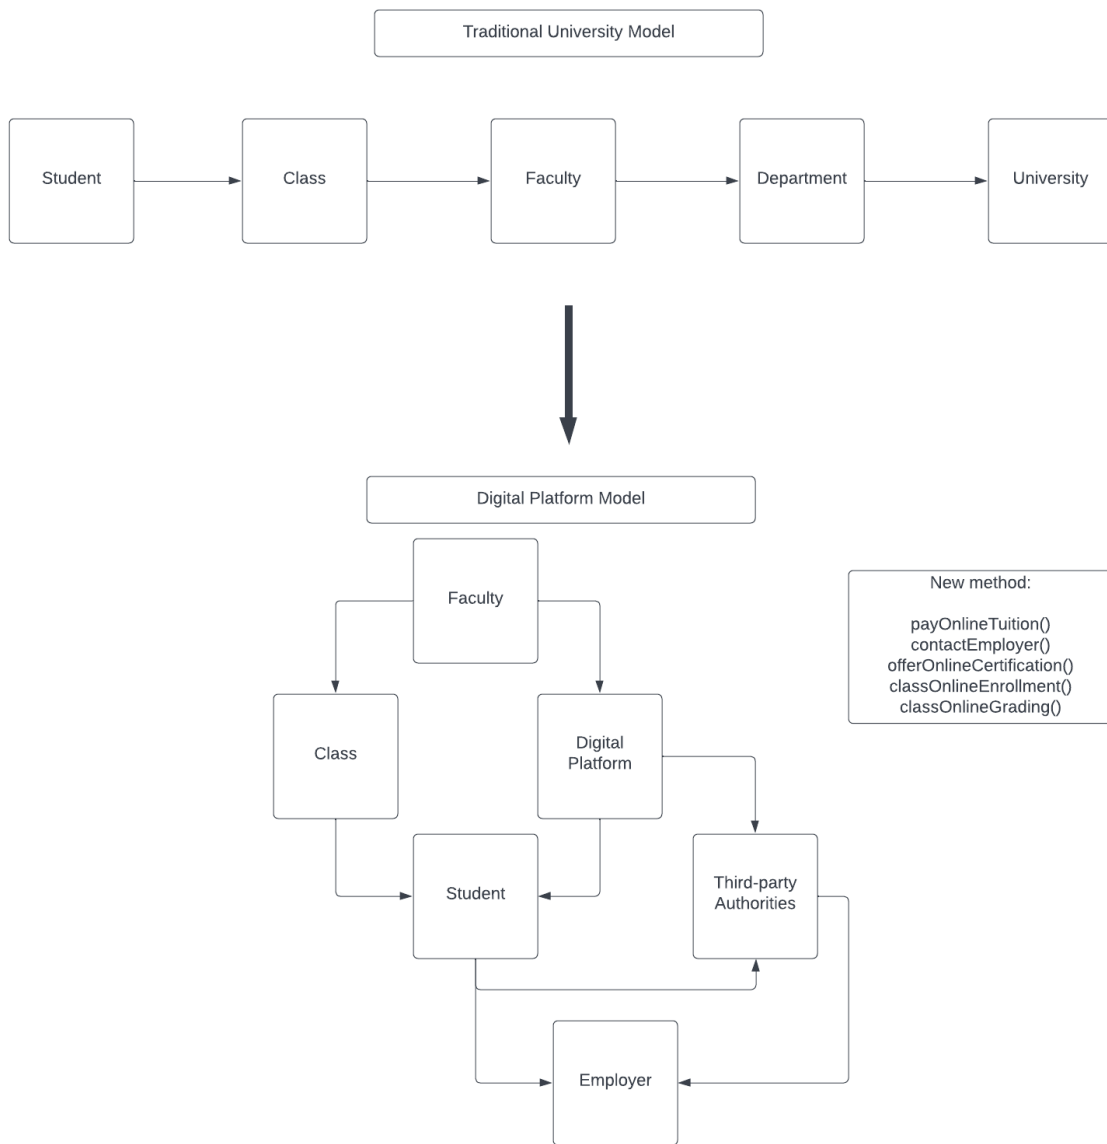 Traditional University Model
Student
Class
Faculty
Department
University
Digital Platform Model
Faculty
New method:
payOnlineTuition()
contactEmployer()
offerOnlineCertification()
classOnlineEnrollment()
classOnlineGrading()
Class
Digital
Platform
Student
Third-party
Authorities
Employer